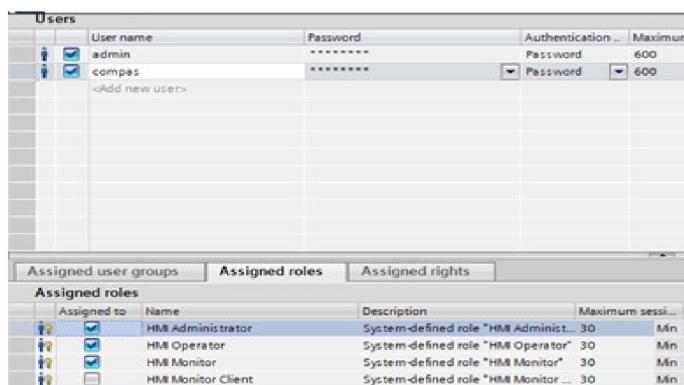 Users
User name Password Authentication .. Maximur
admin ******** Password 600
compas ******** Password 600
<Add new user>
Assigned user groups Assigned roles Assigned rights
Assigned roles
Assigned to Name Description Maximum sessi...
HMI Administrator System-defined role "HMI Administ... 30 Min
HMI Operator System-defined role "HMI Operator" 30 Min
HMI Monitor System-defined role "HMI Monitor" 30 Min
HMI Monitor Client System-defined role "HMI Monitor ... 30 Min